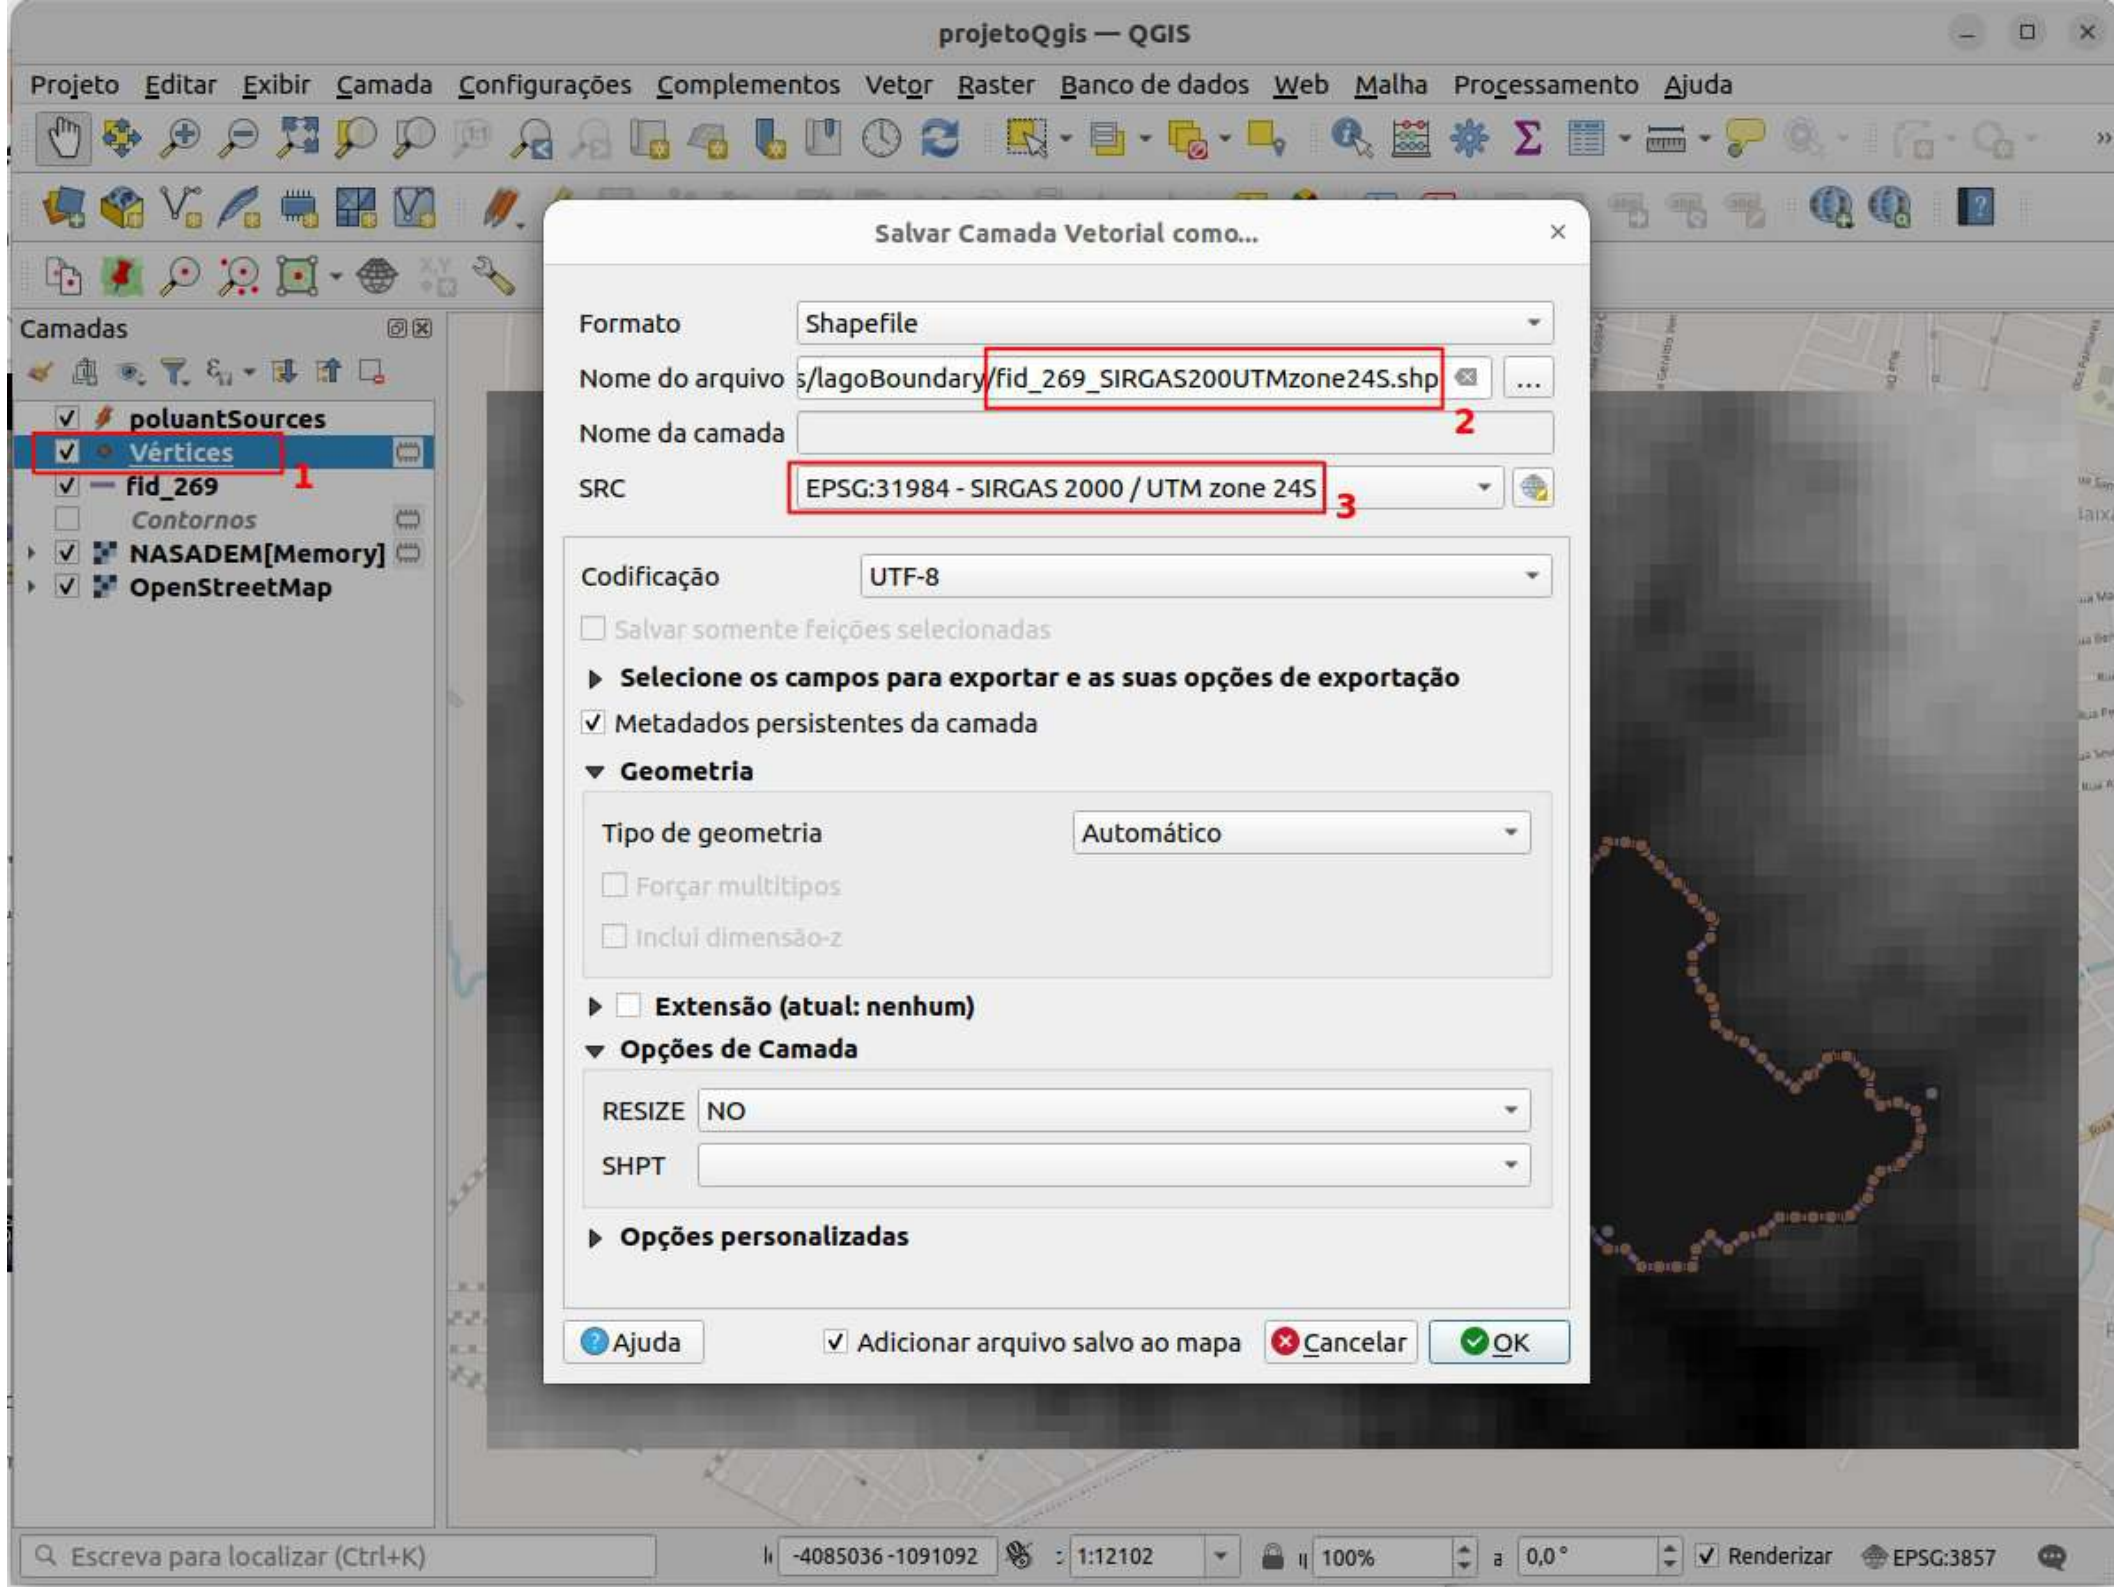 projetoQgis — QGIS
Projeto Editar Exibir Camada Configurações Complementos Vetor Raster Banco de dados Web Malha Processamento Ajuda
Salvar Camada Vetorial como...
Camadas
Formato Shapefile
Nome do arquivo s/lagoBoundary/fid_269_SIRGAS200UTMzone24S.shp ...
2
poluantSources
Nome da camada
Vértices
1
fid_269
SRC EPSG:31984 - SIRGAS 2000 / UTM zone 24S
3
Contornos
NASADEM[Memory]
OpenStreetMap
Codificação UTF-8
Salvar somente feições selecionadas
Selecione os campos para exportar e as suas opções de exportação
Metadados persistentes da camada
Geometria
Tipo de geometria Automático
Forçar multitipos
Inclui dimensão-z
Extensão (atual: nenhum)
Opções de Camada
RESIZE NO
SHPT
Opções personalizadas
Ajuda Adicionar arquivo salvo ao mapa Cancelar OK
Escreva para localizar (Ctrl+K) -4085036 -1091092 1:12102 100% a 0,0 ° Renderizar EPSG:3857